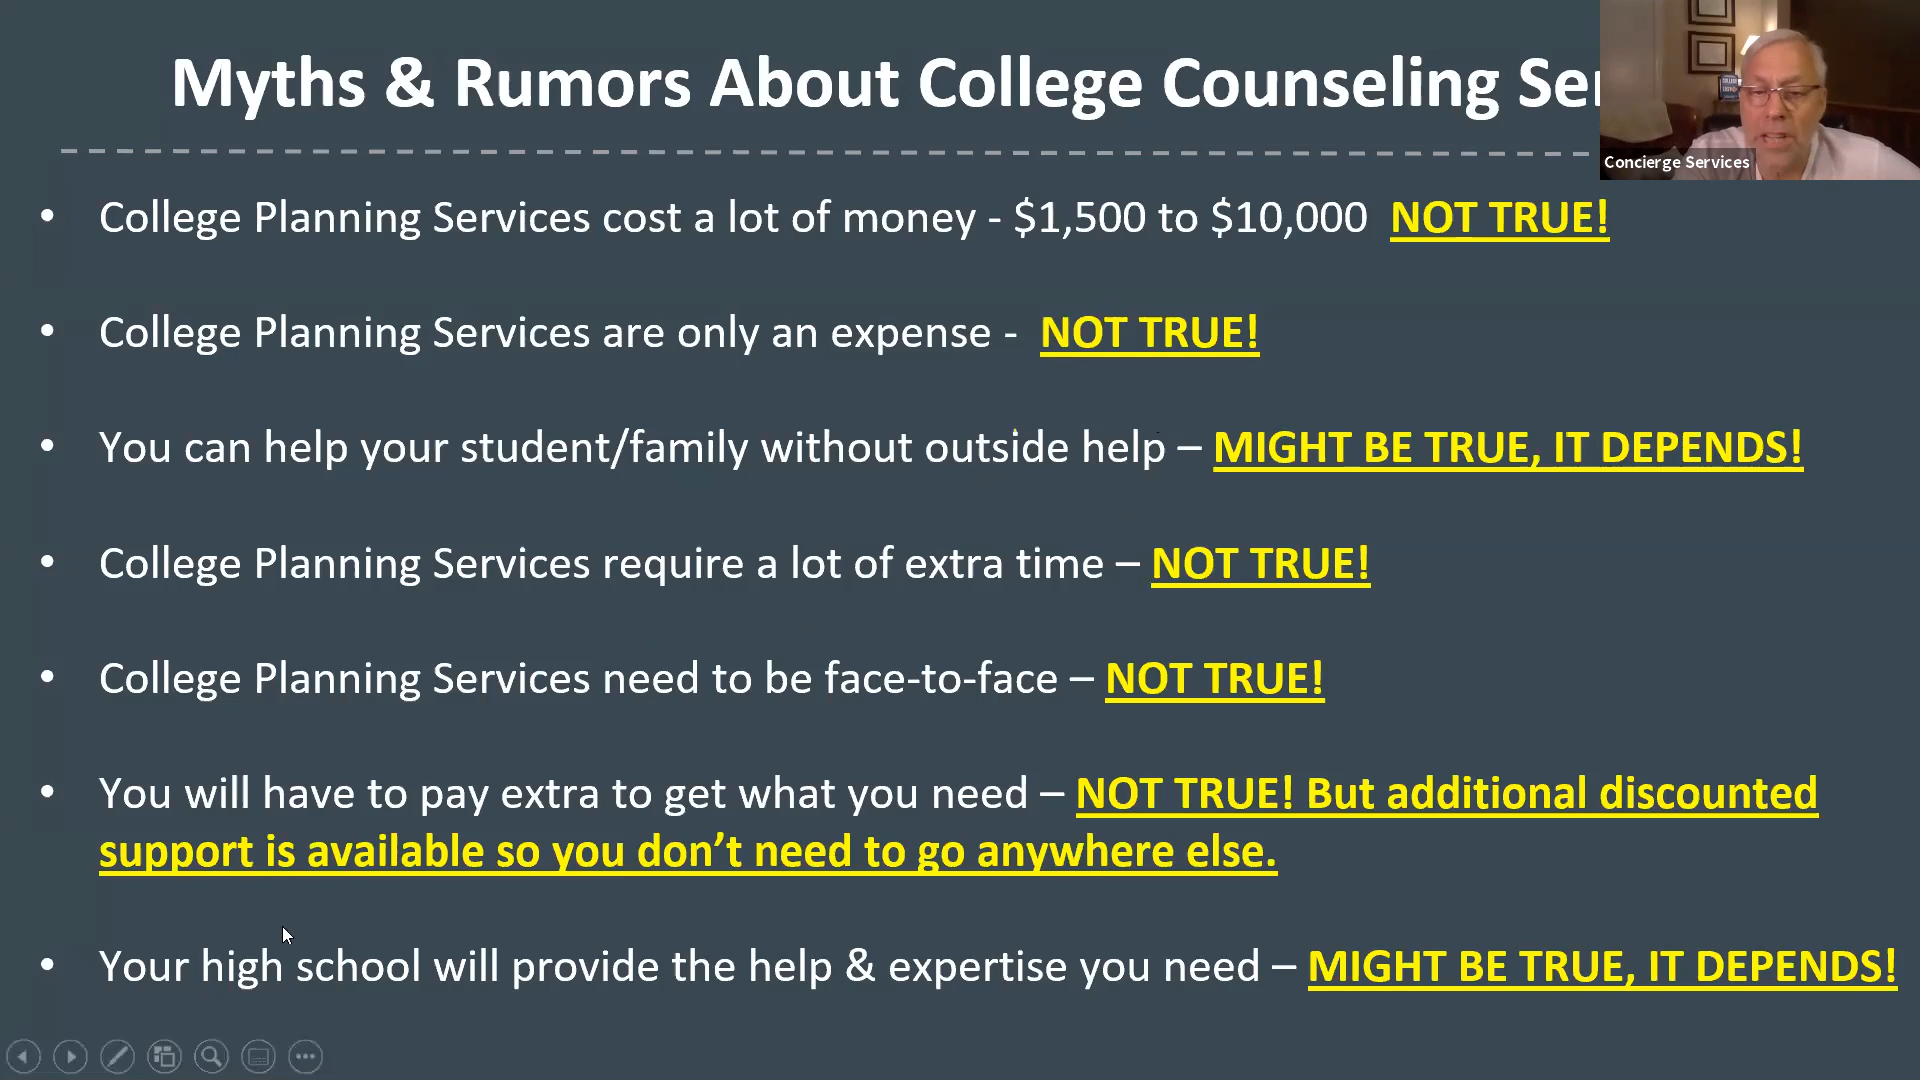 Myths & Rumors About College Counseling Ser
Concierge Services
• College Planning Services cost a lot of money - $1,500 to $10,000 NOT TRUE!
• College Planning Services are only an expense - NOT TRUE!
• You can help your student/family without outside help – MIGHT BE TRUE, IT DEPENDS!
• College Planning Services require a lot of extra time – NOT TRUE!
• College Planning Services need to be face-to-face – NOT TRUE!
• You will have to pay extra to get what you need – NOT TRUE! But additional discounted
support is available so you don’t need to go anywhere else.
• Your high school will provide the help & expertise you need – MIGHT BE TRUE, IT DEPENDS!